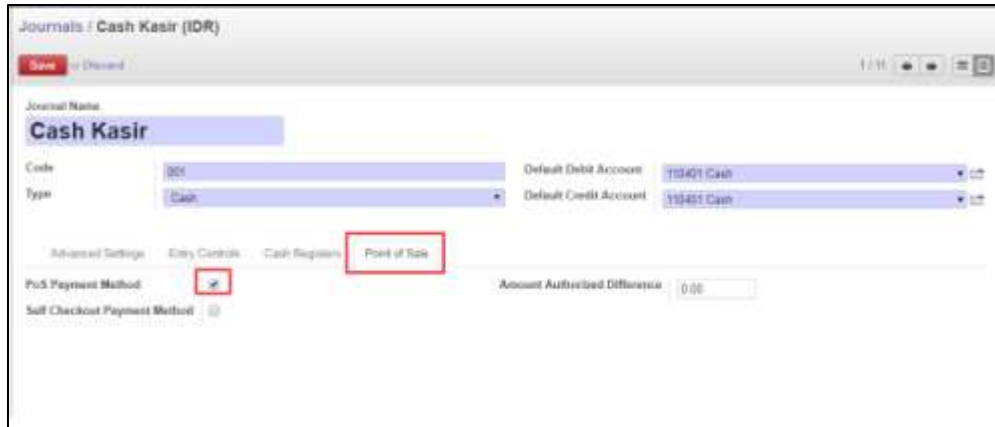 Journals / Cash Kasir (IDR)
Save or Discard
Journal Name
Cash Kasir
Code 001 Default Debit Account 110401 Cash
Type Cash Default Credit Account 110401 Cash
Advanced Settings Entry Controls Cash Registers Point of Sale
PoS Payment Method Amount Authorized Difference 0.00
Self Checkout Payment Method